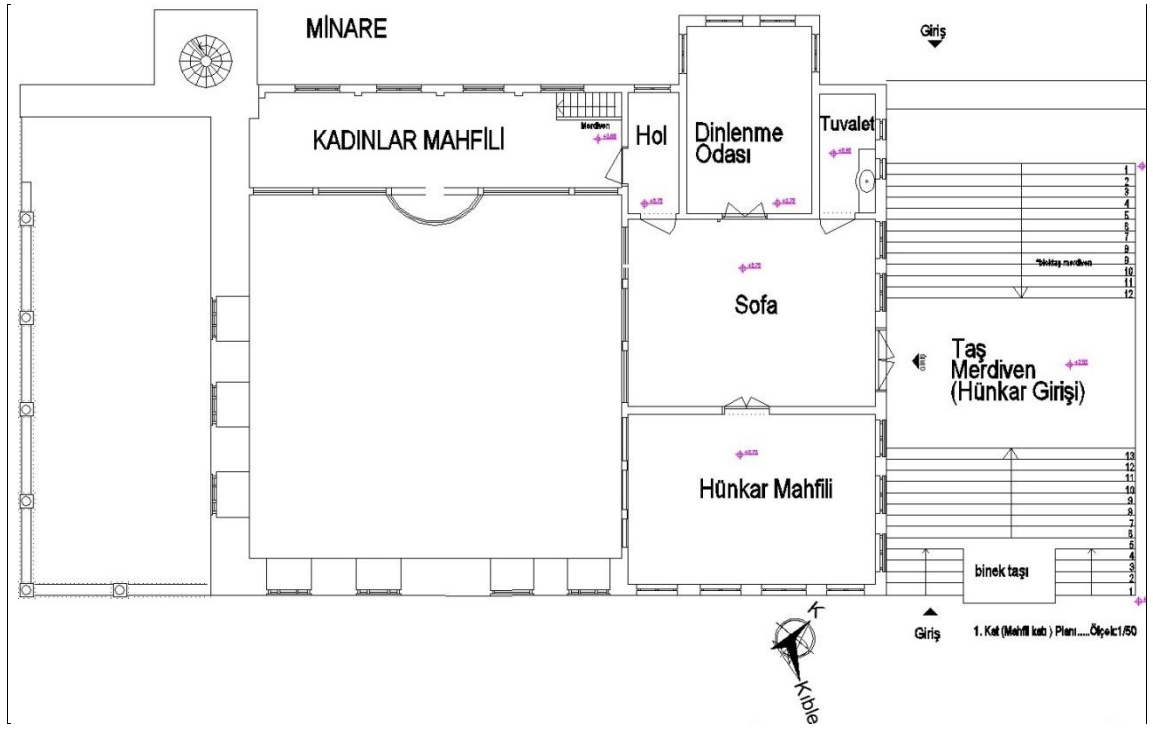 MİNARE
Giriş
KADINLAR MAHFİLİ
Merdiven
Hol
Dinlenme
Odası
Tuvalet
1
2
3
4
5
6
7
8
9
10
11
12
Sofa
GİRİŞ
Taş
Merdiven
(Hünkar Girişi)
Hünkar Mahfili
13
12
11
10
9
8
7
6
5
4
3
2
1
binek taşı
Giriş
1. Kat (Mahfil katı ) Planı.....Ölçek:1/50
K
Kıble